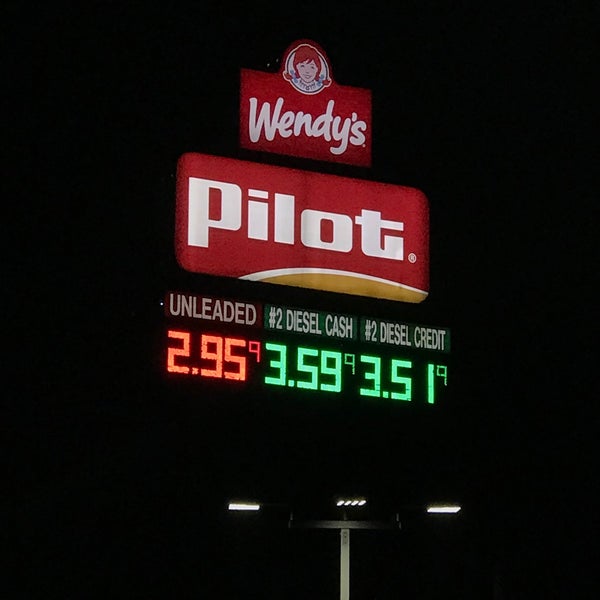 Wendy's
Pilot®
UNLEADED #2 DIESEL CASH #2 DIESEL CREDIT
2.95⁹ 3.59⁹ 3.51⁹